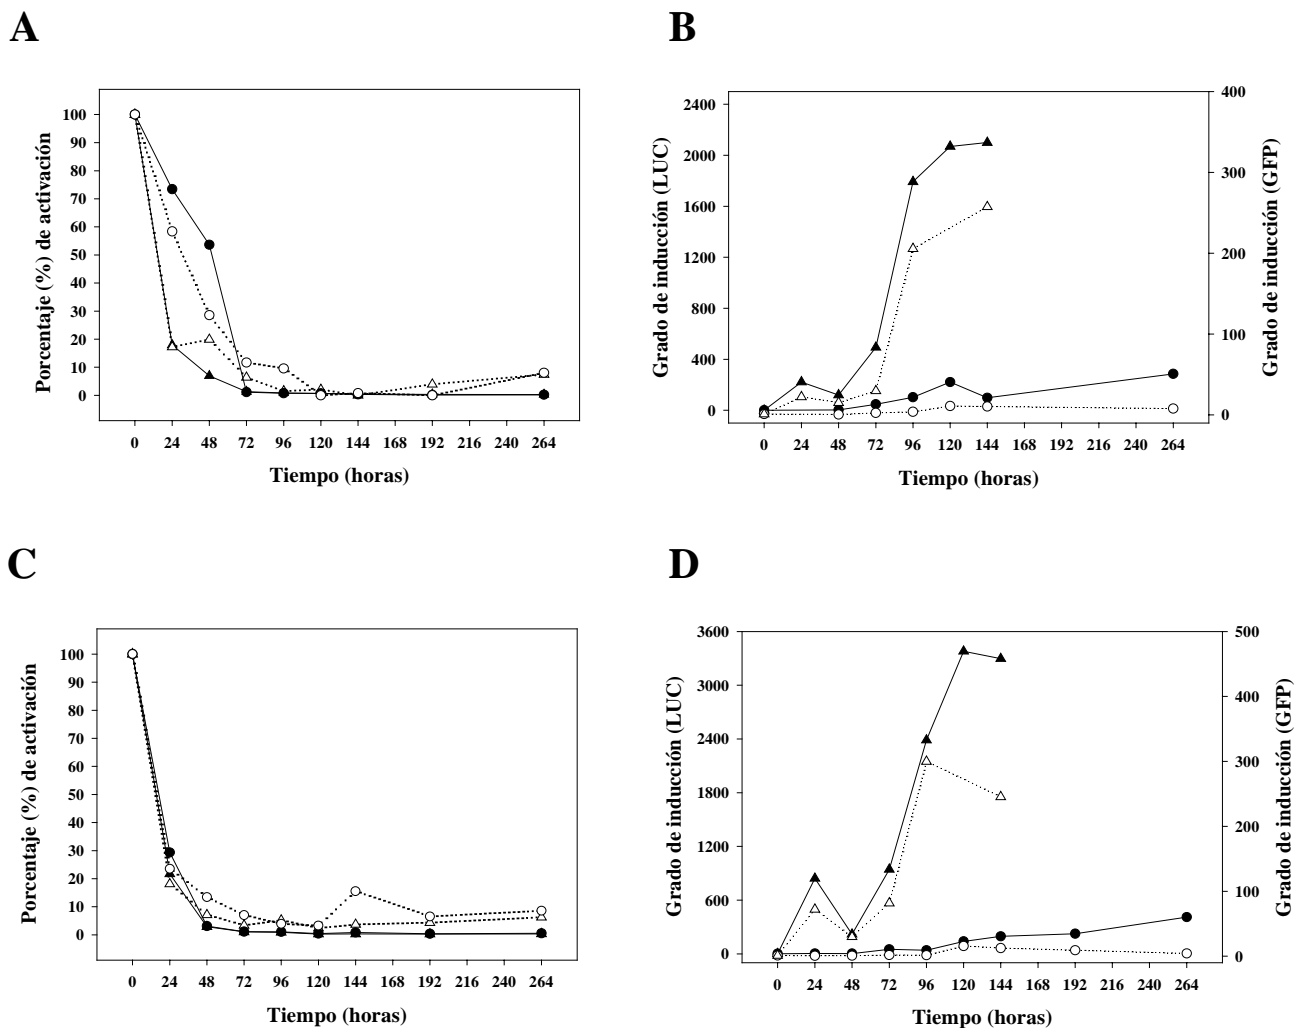 A
B
Porcentaje (%) de activación
100
90
80
70
60
50
40
30
20
10
0
0 24 48 72 96 120 144 168 192 216 240 264
Tiempo (horas)
Grado de inducción (LUC)
2400
2000
1600
1200
800
400
0
400
300
200
100
0
Grado de inducción (GFP)
0 24 48 72 96 120 144 168 192 216 240 264
Tiempo (horas)
C
D
Porcentaje (%) de activación
100
90
80
70
60
50
40
30
20
10
0
0 24 48 72 96 120 144 168 192 216 240 264
Tiempo (horas)
Grado de inducción (LUC)
3600
3000
2400
1800
1200
600
0
500
400
300
200
100
0
Grado de inducción (GFP)
0 24 48 72 96 120 144 168 192 216 240 264
Tiempo (horas)